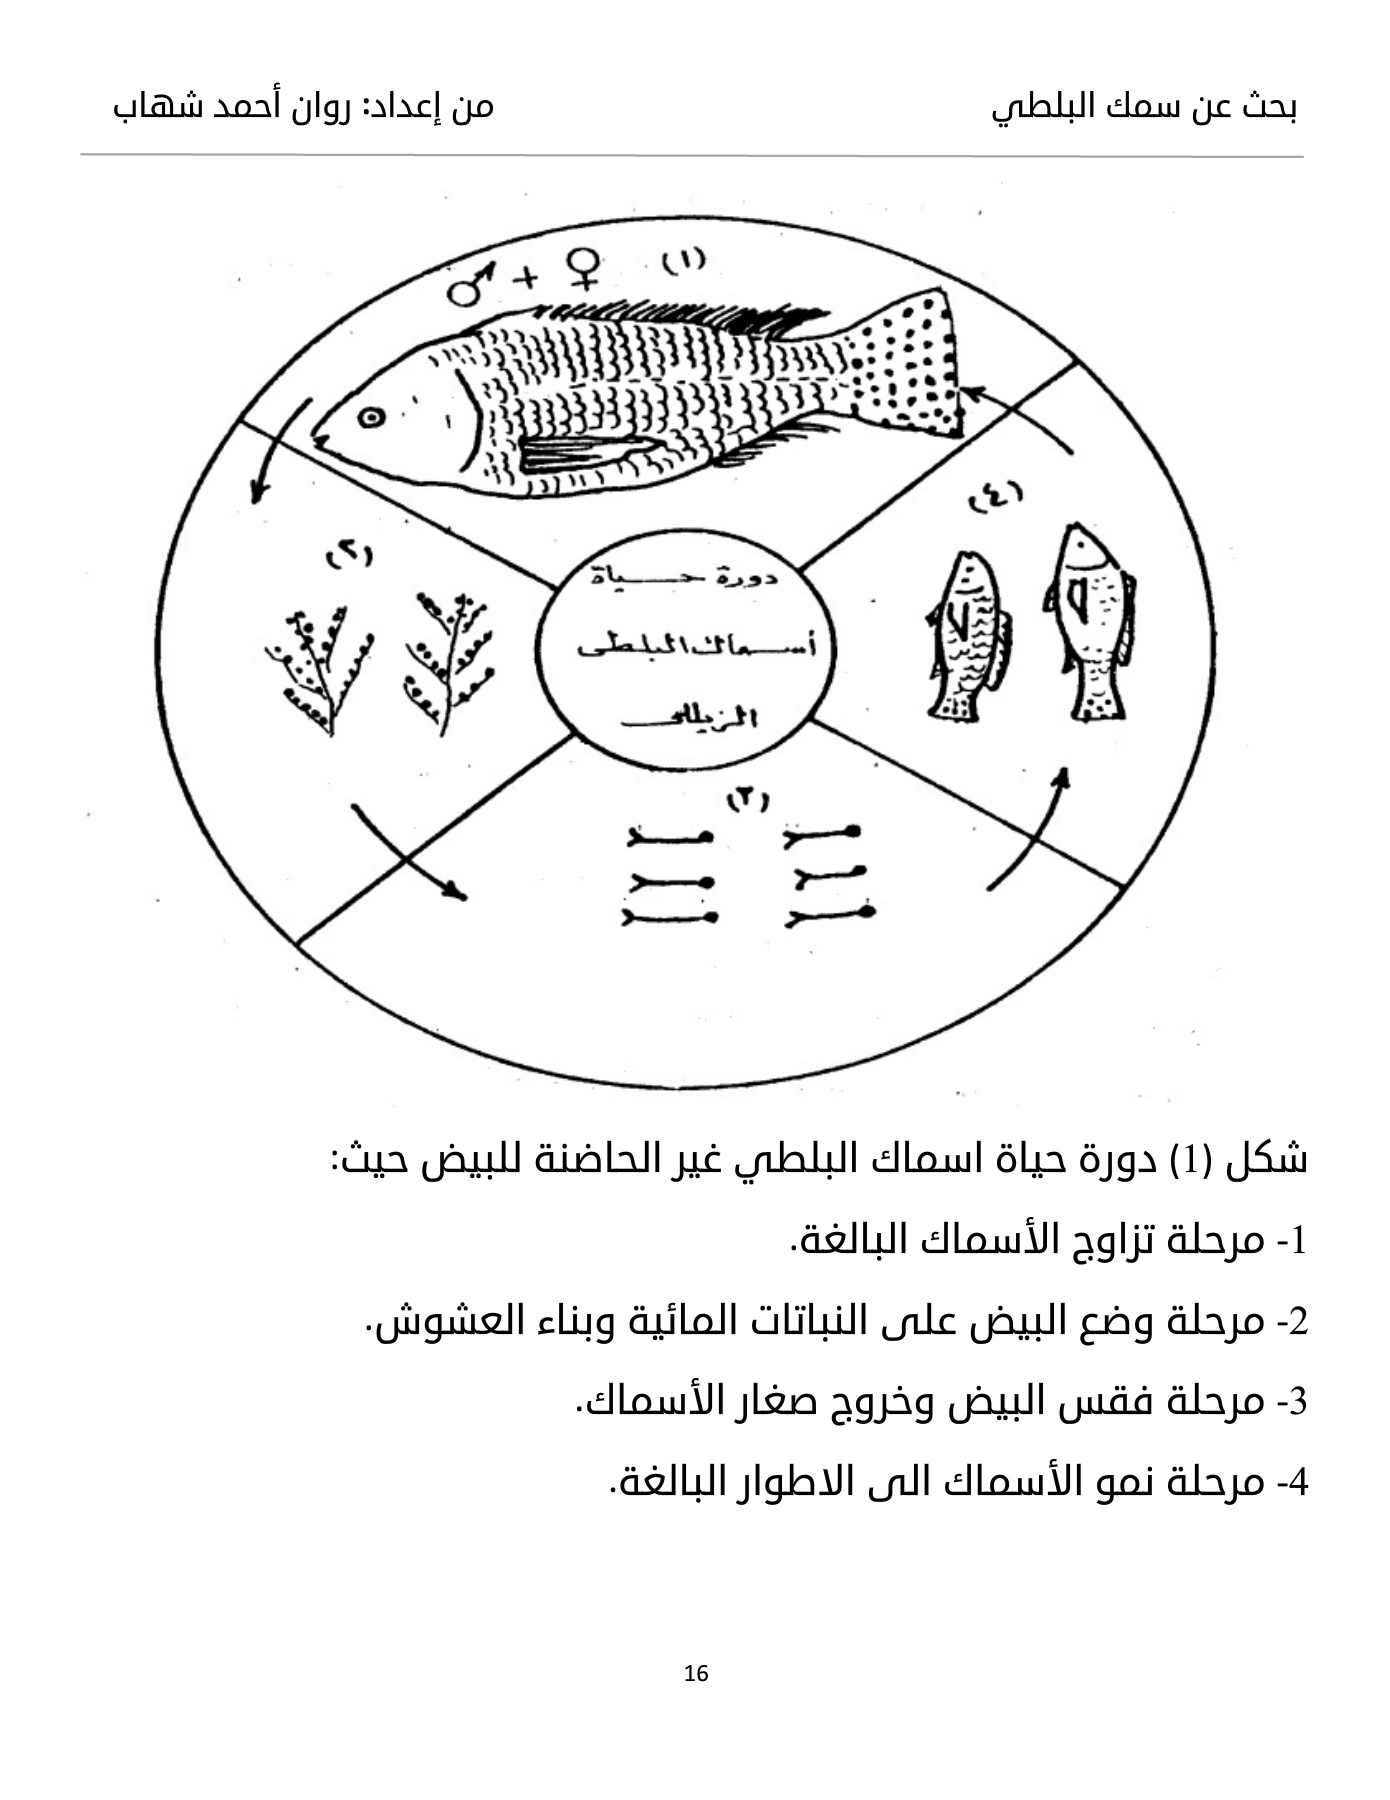 بحث عن سمك البلطي
من إعداد: روان أحمد شهاب
♂ + ♀ (١)
(٤)
(٢)
دورة حياة
أسماك البلطى
الزيللى
(٣)
شكل (1) دورة حياة اسماك البلطي غير الحاضنة للبيض حيث:
1- مرحلة تزاوج الأسماك البالغة.
2- مرحلة وضع البيض على النباتات المائية وبناء العشوش.
3- مرحلة فقس البيض وخروج صغار الأسماك.
4- مرحلة نمو الأسماك الى الاطوار البالغة.
16